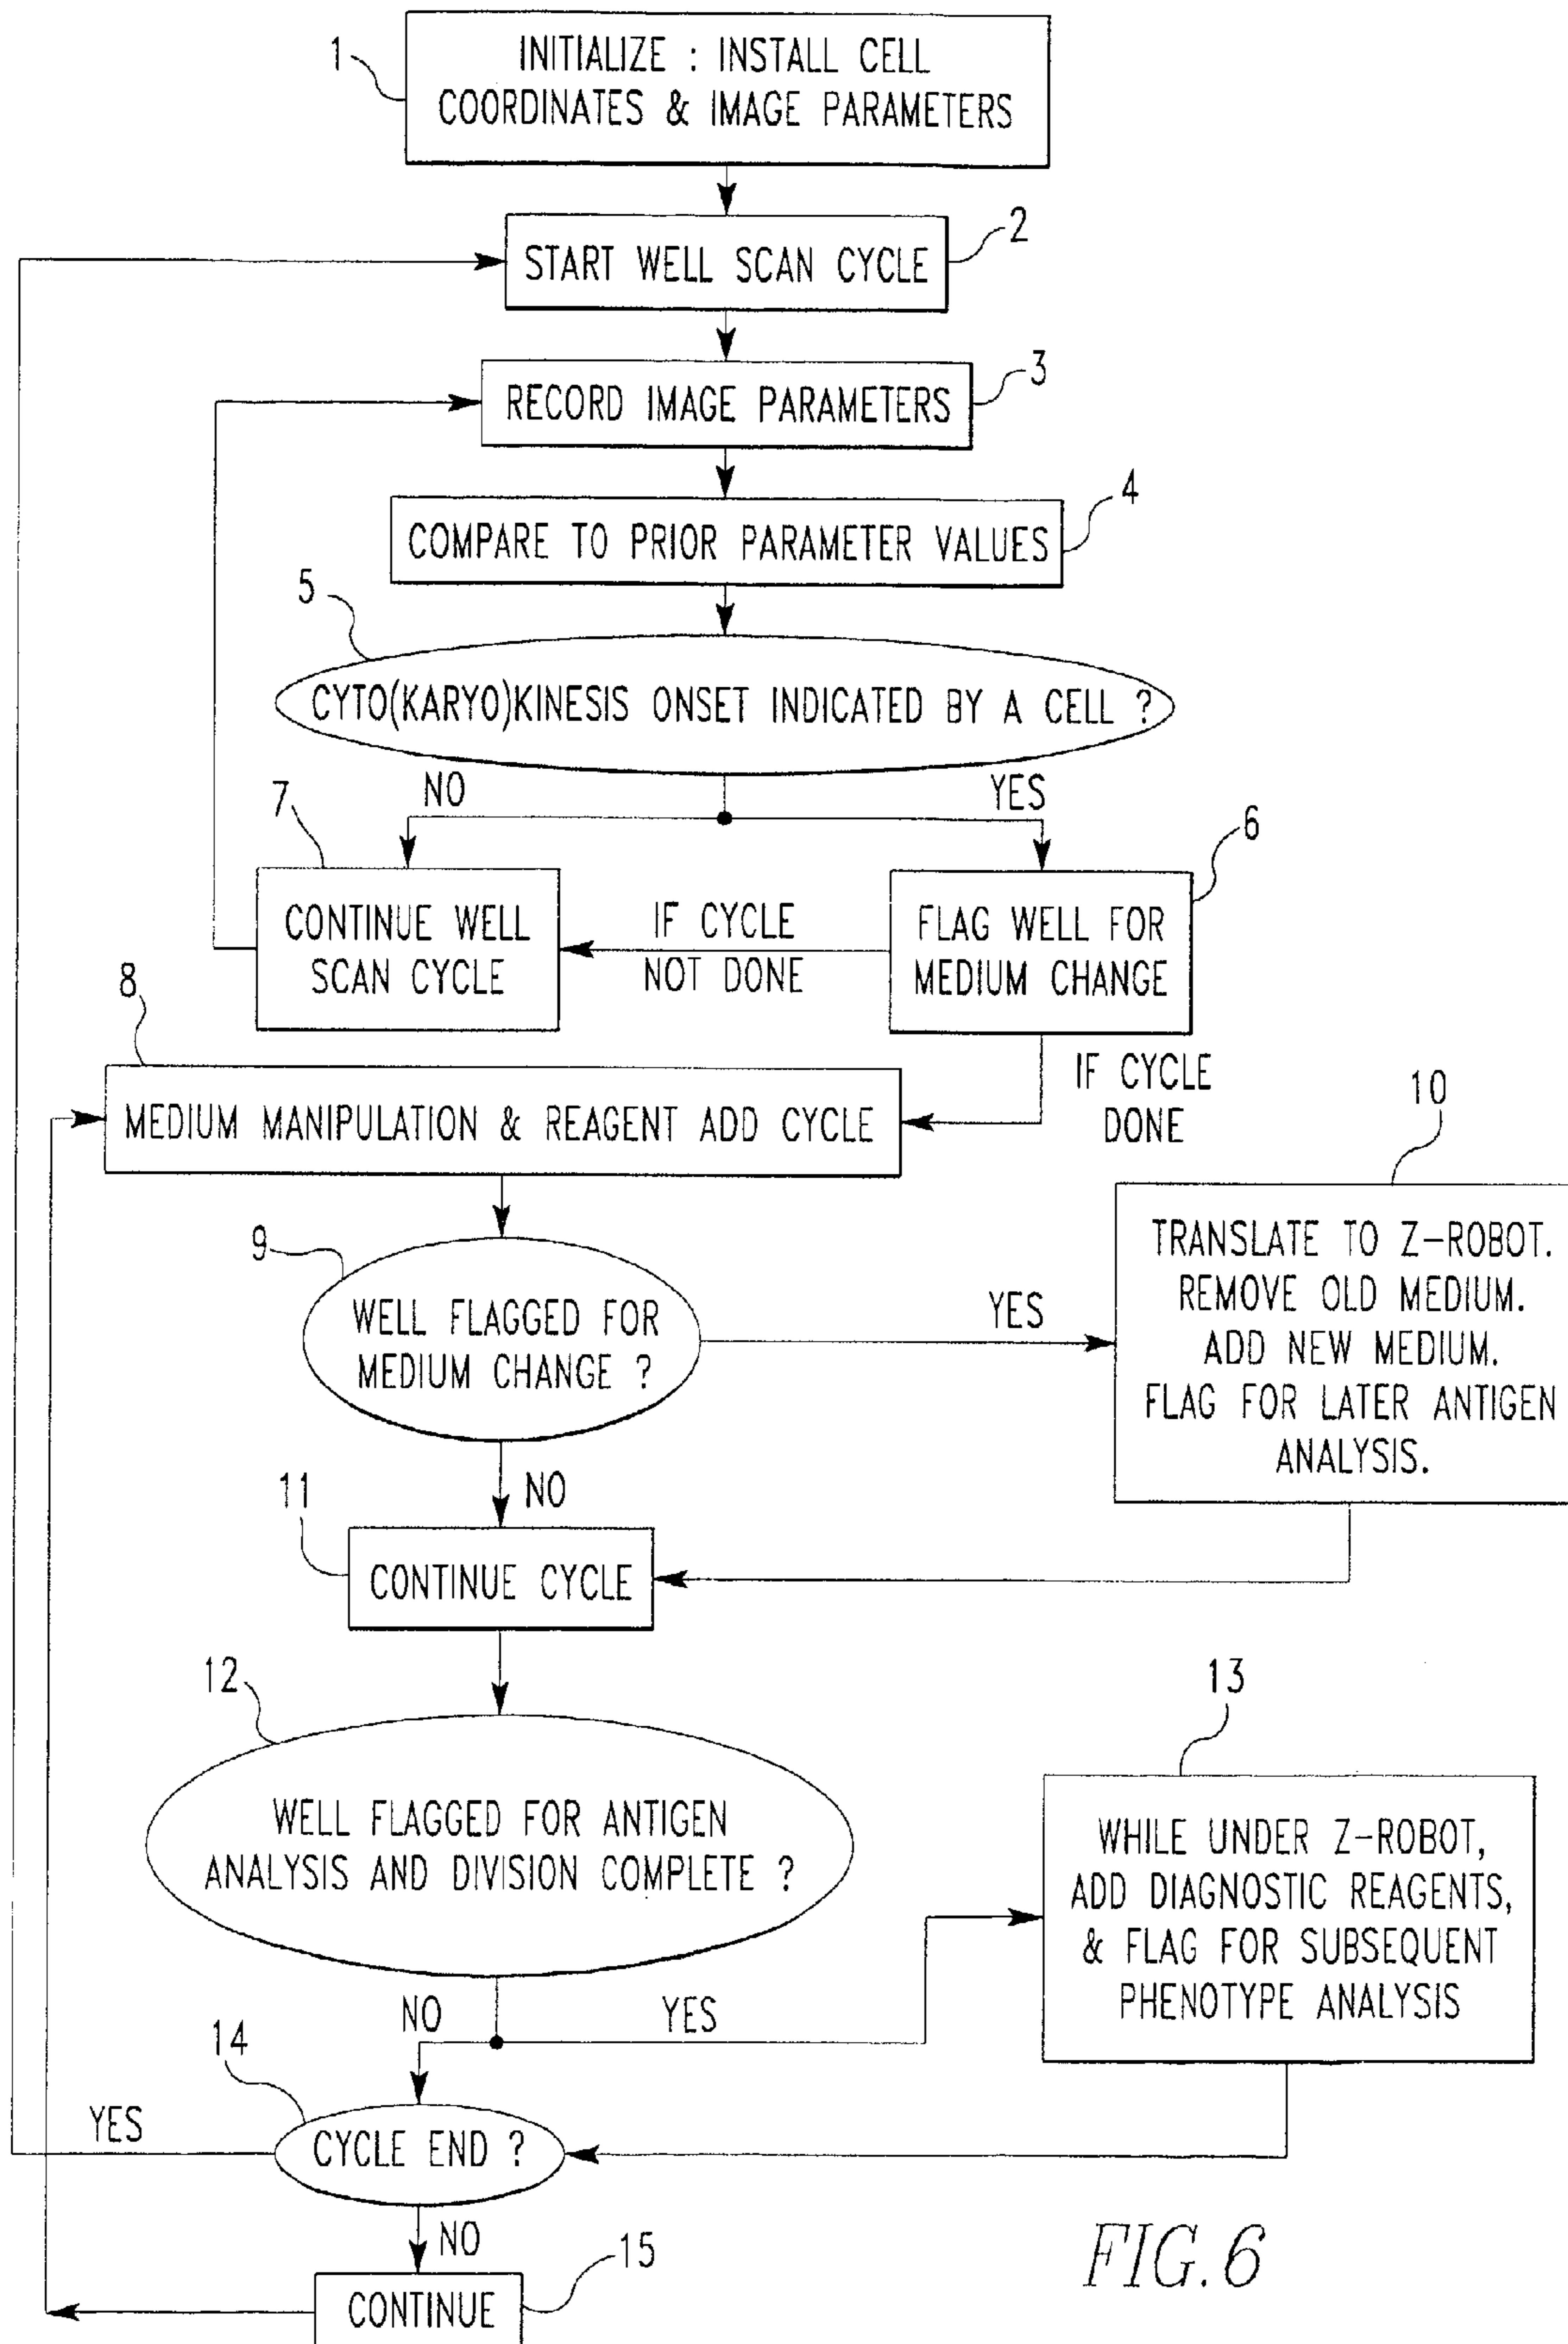 1
INITIALIZE : INSTALL CELL
COORDINATES & IMAGE PARAMETERS
2
START WELL SCAN CYCLE
3
RECORD IMAGE PARAMETERS
4
COMPARE TO PRIOR PARAMETER VALUES
5
CYTO(KARYO)KINESIS ONSET INDICATED BY A CELL ?
NO
YES
7
6
CONTINUE WELL
SCAN CYCLE
IF CYCLE
NOT DONE
FLAG WELL FOR
MEDIUM CHANGE
8
IF CYCLE
DONE
MEDIUM MANIPULATION & REAGENT ADD CYCLE
9
WELL FLAGGED FOR
MEDIUM CHANGE ?
YES
10
TRANSLATE TO Z-ROBOT.
REMOVE OLD MEDIUM.
ADD NEW MEDIUM.
FLAG FOR LATER ANTIGEN
ANALYSIS.
NO
11
CONTINUE CYCLE
12
WELL FLAGGED FOR ANTIGEN
ANALYSIS AND DIVISION COMPLETE ?
13
WHILE UNDER Z-ROBOT,
ADD DIAGNOSTIC REAGENTS,
& FLAG FOR SUBSEQUENT
PHENOTYPE ANALYSIS
NO
YES
14
YES
CYCLE END ?
NO
15
CONTINUE
FIG. 6